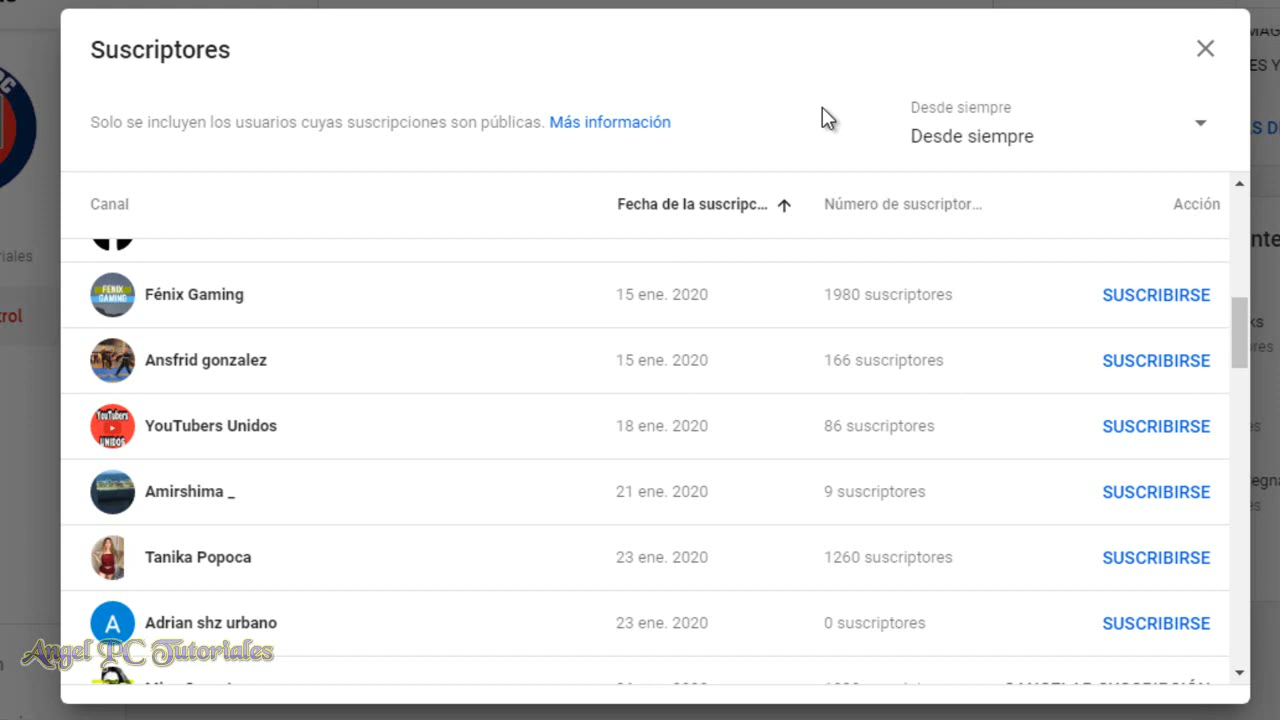 Suscriptores
Solo se incluyen los usuarios cuyas suscripciones son públicas. Más información
Desde siempre
Desde siempre
Canal
Fecha de la suscripc...
Número de suscriptor...
Acción
Fénix Gaming 15 ene. 2020 1980 suscriptores SUSCRIBIRSE
Ansfrid gonzalez 15 ene. 2020 166 suscriptores SUSCRIBIRSE
YouTubers Unidos 18 ene. 2020 86 suscriptores SUSCRIBIRSE
Amirshima _ 21 ene. 2020 9 suscriptores SUSCRIBIRSE
Tanika Popoca 23 ene. 2020 1260 suscriptores SUSCRIBIRSE
A Adrian shz urbano 23 ene. 2020 0 suscriptores SUSCRIBIRSE
Angel PC Tutoriales
FENIX
GAMING
YouTubers
UNIDOS